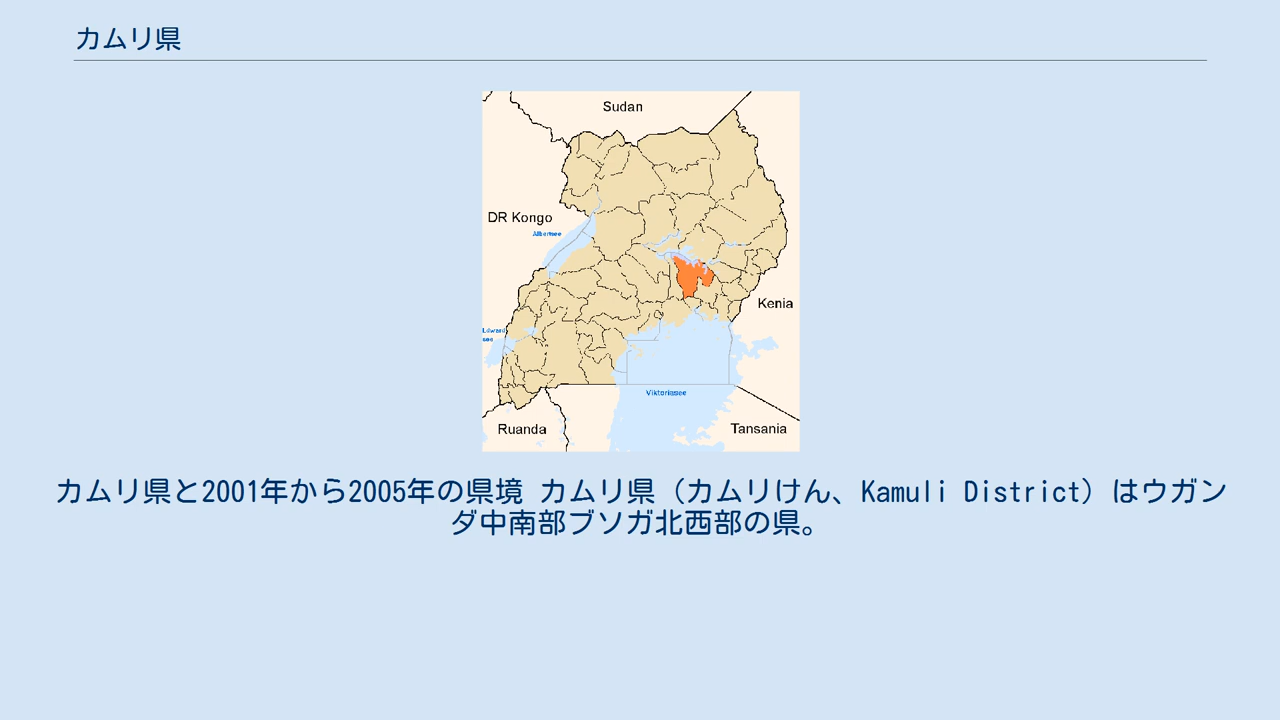 カムリ県
Sudan
DR Kongo
Albertsee
Kenia
Edward
see
Viktoriasee
Ruanda
Tansania
カムリ県と2001年から2005年の県境 カムリ県（カムリけん、Kamuli District）はウガン
ダ中南部ブソガ北西部の県。